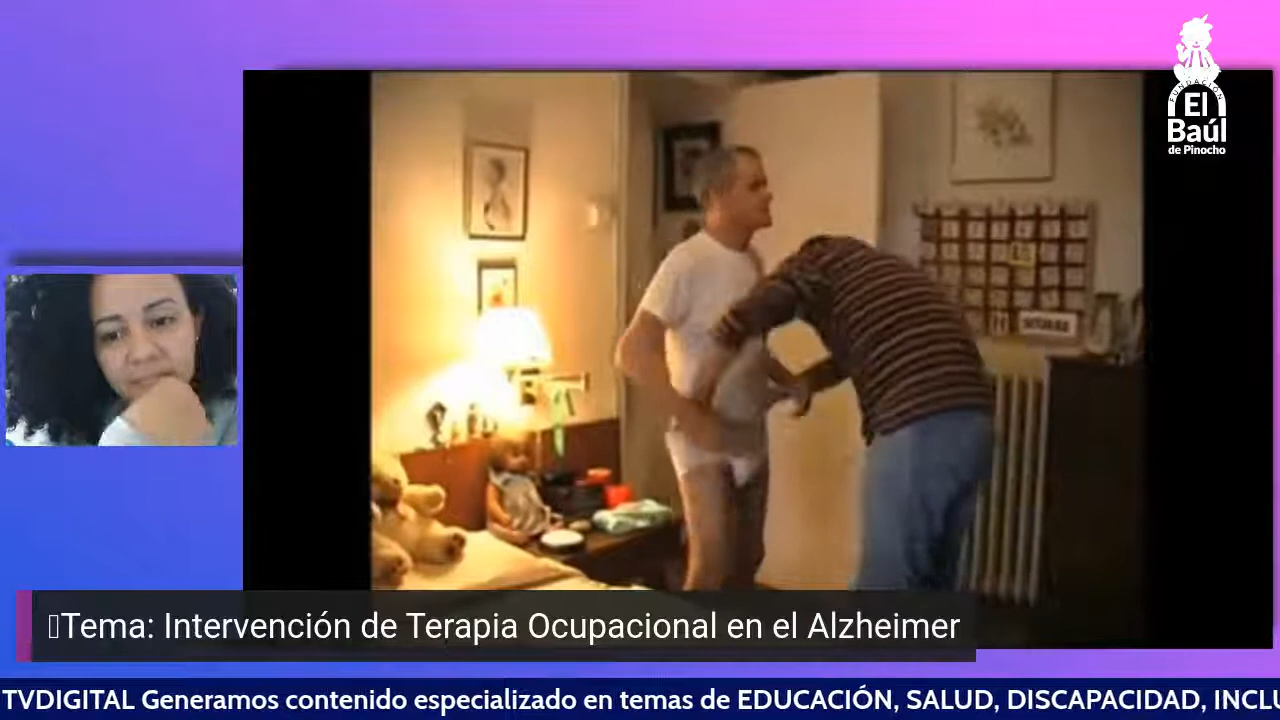 FUNDACIÓN
El
Baúl
de Pinocho
Tema: Intervención de Terapia Ocupacional en el Alzheimer
TVDIGITAL Generamos contenido especializado en temas de EDUCACIÓN, SALUD, DISCAPACIDAD, INCLU